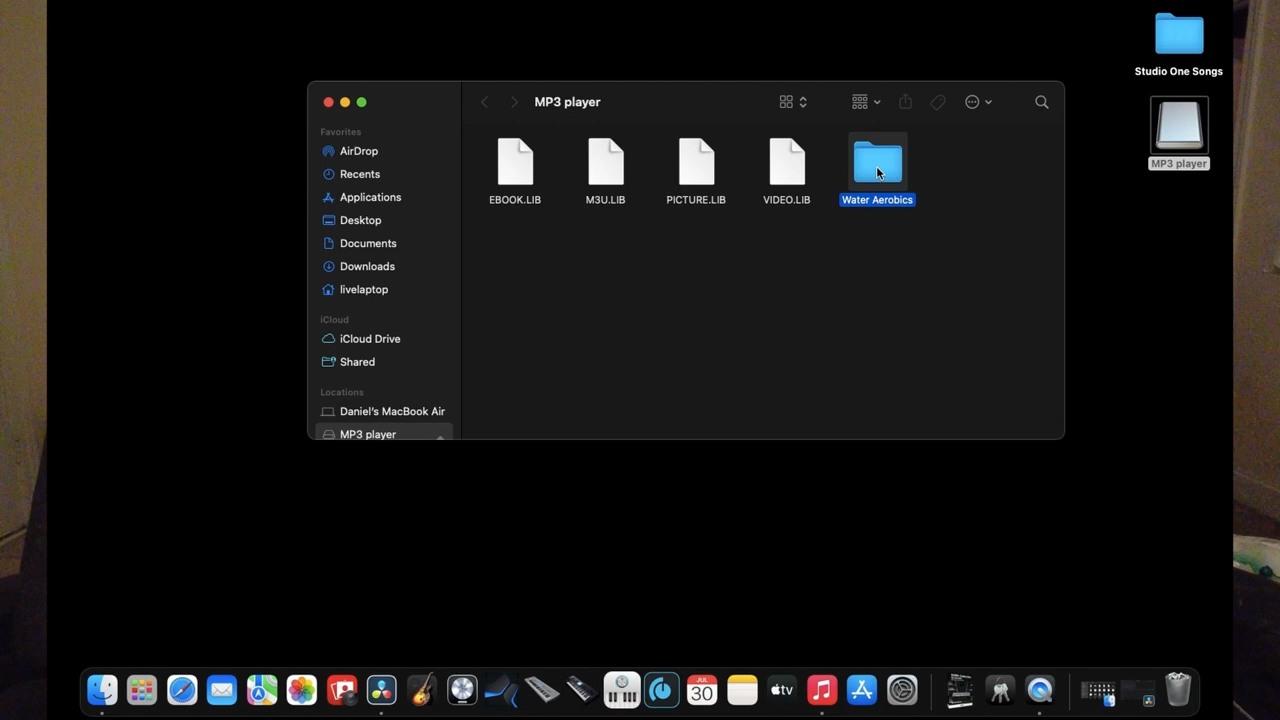 Studio One Songs
MP3 player
MP3 player
Favorites
AirDrop
Recents
Applications
Desktop
Documents
Downloads
livelaptop
iCloud
iCloud Drive
Shared
Locations
Daniel's MacBook Air
MP3 player
EBOOK.LIB
M3U.LIB
PICTURE.LIB
VIDEO.LIB
Water Aerobics
tv
JUL
30